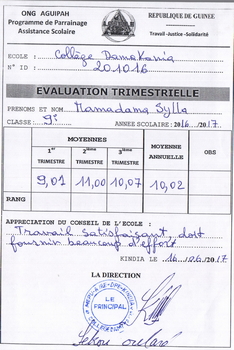 ONG AGUIPAH
Programme de Parrainage
Assistance Scolaire
REPUBLIQUE DE GUINEE
Travail -Justice -Solidarité
ECOLE : Collège Damakania
N° ID : 201016
EVALUATION TRIMESTRIELLE
PRENOMS ET NOM Mamadama Sylla
CLASSE 9e ANNEE SCOLAIRE : 2016 /2017
MOYENNES
1er TRIMESTRE 2ème TRIMESTRE 3ème TRIMESTRE MOYENNE ANNUELLE OBS
9,01 11,00 10,07 10,02
RANG
APPRECIATION DU CONSEIL DE L'ECOLE :
Travail satisfaisant, doit
fournir beaucoup d'effort
KINDIA le 16 /06/ 2017
LA DIRECTION
LE
PRINCIPAL
Sekou oularé